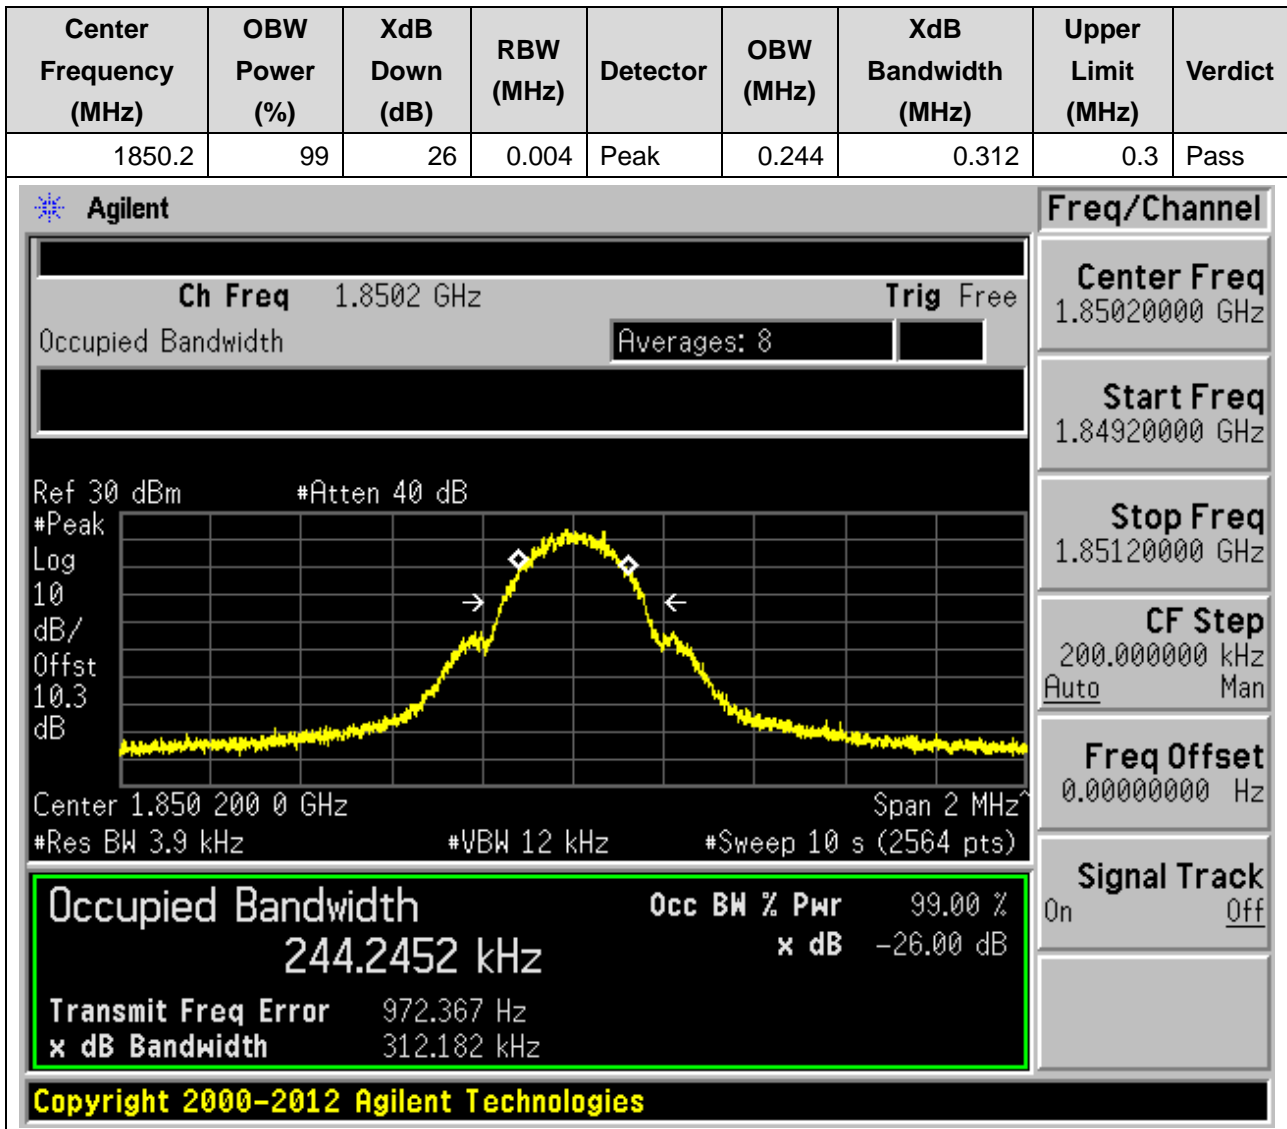 Center Frequency (MHz) OBW Power (%) XdB Down (dB) RBW (MHz) Detector OBW (MHz) XdB Bandwidth (MHz) Upper Limit (MHz) Verdict
1850.2 99 26 0.004 Peak 0.244 0.312 0.3 Pass
Agilent
Freq/Channel
Ch Freq 1.8502 GHz Trig Free
Occupied Bandwidth Averages: 8
Center Freq
1.85020000 GHz
Start Freq
1.84920000 GHz
Stop Freq
1.85120000 GHz
CF Step
200.000000 kHz
Auto Man
Freq Offset
0.00000000 Hz
Signal Track
On Off
Ref 30 dBm #Atten 40 dB
#Peak
Log
10
dB/
Offst
10.3
dB
Center 1.850 200 0 GHz Span 2 MHz^
#Res BW 3.9 kHz #VBW 12 kHz #Sweep 10 s (2564 pts)
Occupied Bandwidth Occ BW % Pwr 99.00 %
244.2452 kHz x dB -26.00 dB
Transmit Freq Error 972.367 Hz
x dB Bandwidth 312.182 kHz
Copyright 2000-2012 Agilent Technologies